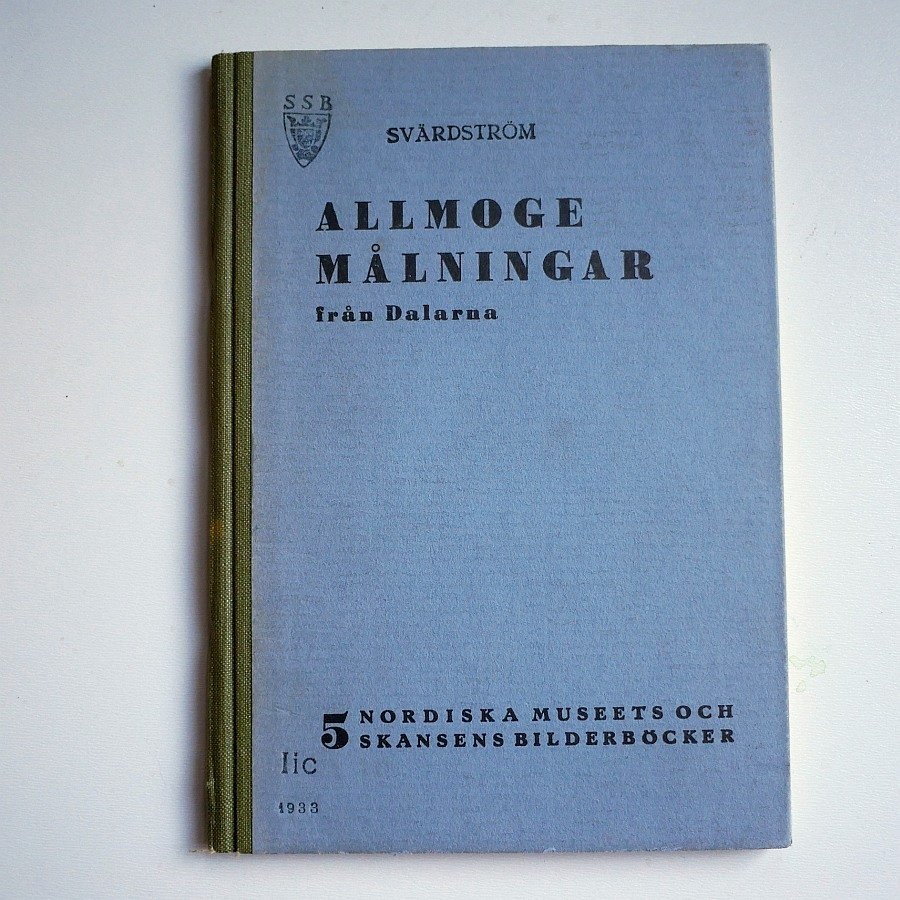 SSB
SVÄRDSTRÖM
ALLMOGE
MÅLNINGAR
från Dalarna
5 NORDISKA MUSEETS OCH
SKANSENS BILDERBÖCKER
Iic
1933